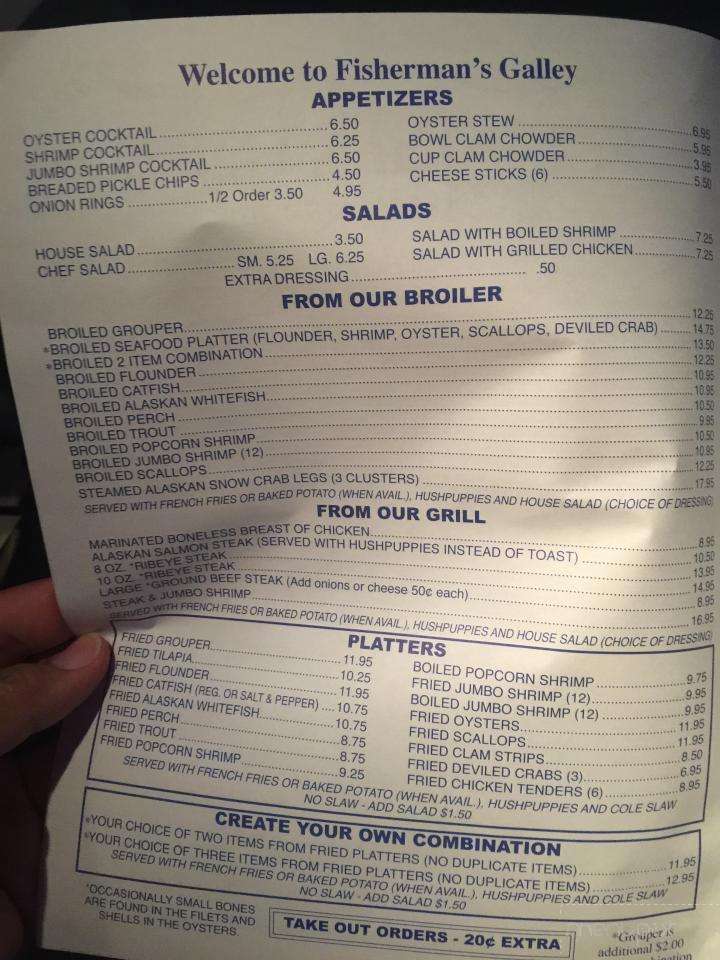 Welcome to Fisherman's Galley
APPETIZERS
OYSTER COCKTAIL 6.50
SHRIMP COCKTAIL 6.25
JUMBO SHRIMP COCKTAIL 6.50
BREADED PICKLE CHIPS 4.50
ONION RINGS 1/2 Order 3.50 4.95
OYSTER STEW 6.95
BOWL CLAM CHOWDER 5.95
CUP CLAM CHOWDER 3.95
CHEESE STICKS (6) 5.50
SALADS
HOUSE SALAD 3.50
CHEF SALAD SM. 5.25 LG. 6.25
SALAD WITH BOILED SHRIMP 7.25
SALAD WITH GRILLED CHICKEN 7.25
EXTRA DRESSING .50
FROM OUR BROILER
BROILED GROUPER 12.25
*BROILED SEAFOOD PLATTER (FLOUNDER, SHRIMP, OYSTER, SCALLOPS, DEVILED CRAB) 14.75
*BROILED 2 ITEM COMBINATION 13.50
BROILED FLOUNDER 12.25
BROILED CATFISH 10.95
BROILED ALASKAN WHITEFISH 10.95
BROILED PERCH 10.50
BROILED TROUT 9.95
BROILED POPCORN SHRIMP 10.50
BROILED JUMBO SHRIMP (12) 10.95
BROILED SCALLOPS 12.25
STEAMED ALASKAN SNOW CRAB LEGS (3 CLUSTERS) 17.95
SERVED WITH FRENCH FRIES OR BAKED POTATO (WHEN AVAIL.), HUSHPUPPIES AND HOUSE SALAD (CHOICE OF DRESSING)
FROM OUR GRILL
MARINATED BONELESS BREAST OF CHICKEN 8.95
ALASKAN SALMON STEAK (SERVED WITH HUSHPUPPIES INSTEAD OF TOAST) 10.50
8 OZ. *RIBEYE STEAK 13.95
10 OZ. *RIBEYE STEAK 14.95
LARGE *GROUND BEEF STEAK (Add onions or cheese 50¢ each) 8.95
STEAK & JUMBO SHRIMP 16.95
SERVED WITH FRENCH FRIES OR BAKED POTATO (WHEN AVAIL.), HUSHPUPPIES AND HOUSE SALAD (CHOICE OF DRESSING)
PLATTERS
FRIED GROUPER 11.95
FRIED TILAPIA 10.25
FRIED FLOUNDER 11.95
FRIED CATFISH (REG. OR SALT & PEPPER) 10.75
FRIED ALASKAN WHITEFISH 10.75
FRIED PERCH 8.75
FRIED TROUT 8.75
FRIED POPCORN SHRIMP 9.25
BOILED POPCORN SHRIMP 9.75
FRIED JUMBO SHRIMP (12) 9.95
BOILED JUMBO SHRIMP (12) 9.95
FRIED OYSTERS 11.95
FRIED SCALLOPS 11.95
FRIED CLAM STRIPS 8.50
FRIED DEVILED CRABS (3) 6.95
FRIED CHICKEN TENDERS (6) 8.95
SERVED WITH FRENCH FRIES OR BAKED POTATO (WHEN AVAIL.), HUSHPUPPIES AND COLE SLAW
NO SLAW - ADD SALAD $1.50
CREATE YOUR OWN COMBINATION
*YOUR CHOICE OF TWO ITEMS FROM FRIED PLATTERS (NO DUPLICATE ITEMS) 11.95
*YOUR CHOICE OF THREE ITEMS FROM FRIED PLATTERS (NO DUPLICATE ITEMS) 12.95
SERVED WITH FRENCH FRIES OR BAKED POTATO (WHEN AVAIL.), HUSHPUPPIES AND COLE SLAW
NO SLAW - ADD SALAD $1.50
*OCCASIONALLY SMALL BONES
ARE FOUND IN THE FILETS AND
SHELLS IN THE OYSTERS.
TAKE OUT ORDERS - 20¢ EXTRA
*Grouper is
additional $2.00